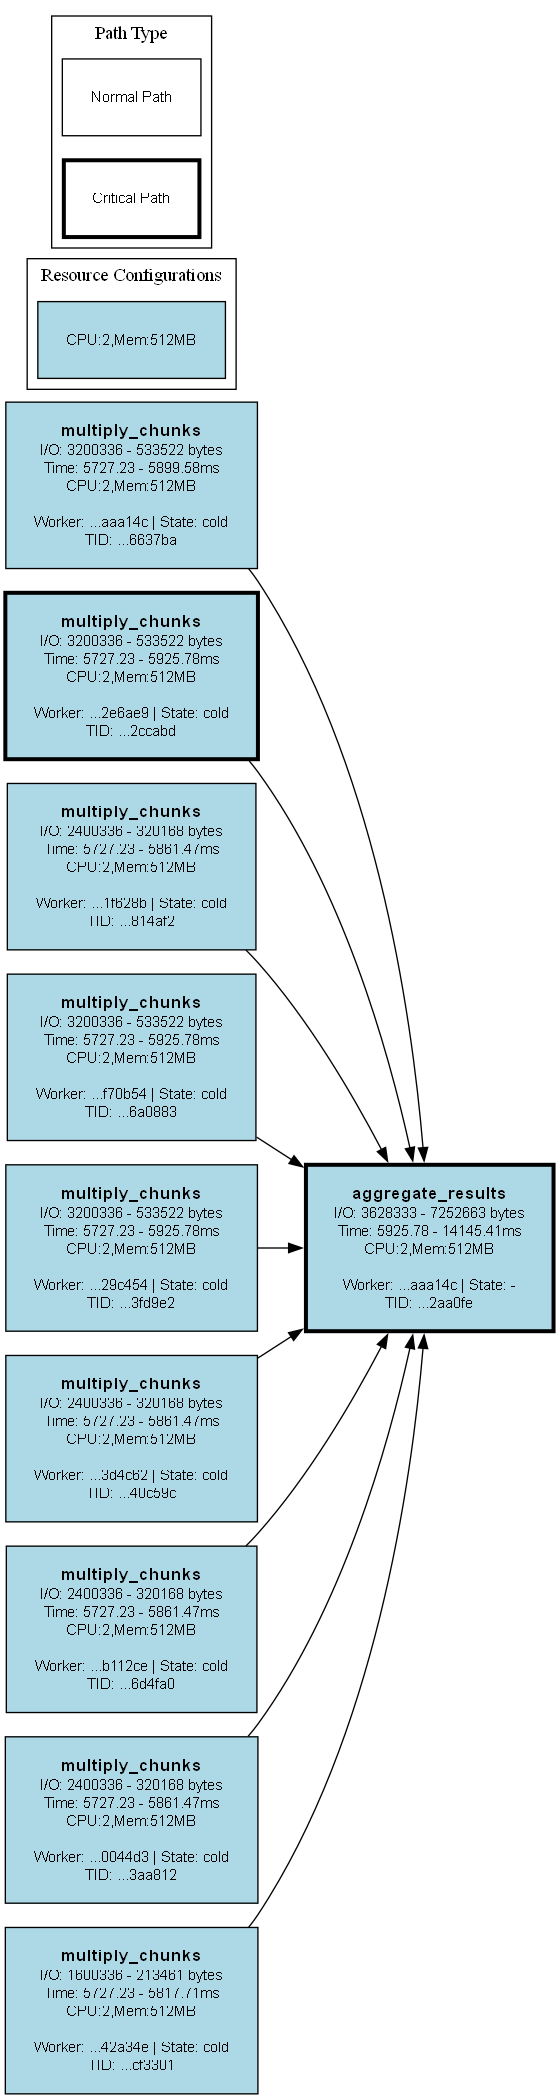 Path Type
Normal Path
Critical Path
Resource Configurations
CPU:2,Mem:512MB
multiply_chunks
I/O: 3200336 - 533522 bytes
Time: 5727.23 - 5899.58ms
CPU:2,Mem:512MB
Worker: ...aaa14c | State: cold
TID: ...6637ba
multiply_chunks
I/O: 3200336 - 533522 bytes
Time: 5727.23 - 5925.78ms
CPU:2,Mem:512MB
Worker: ...2e6ae9 | State: cold
TID: ...2ccabd
multiply_chunks
I/O: 2400336 - 320168 bytes
Time: 5727.23 - 5861.47ms
CPU:2,Mem:512MB
Worker: ...1f628b | State: cold
TID: ...814af2
multiply_chunks
I/O: 3200336 - 533522 bytes
Time: 5727.23 - 5925.78ms
CPU:2,Mem:512MB
Worker: ...f70b54 | State: cold
TID: ...6a0883
multiply_chunks
I/O: 3200336 - 533522 bytes
Time: 5727.23 - 5925.78ms
CPU:2,Mem:512MB
Worker: ...29c454 | State: cold
TID: ...3fd9e2
aggregate_results
I/O: 3628333 - 7252663 bytes
Time: 5925.78 - 14145.41ms
CPU:2,Mem:512MB
Worker: ...aaa14c | State: -
TID: ...2aa0fe
multiply_chunks
I/O: 2400336 - 320168 bytes
Time: 5727.23 - 5861.47ms
CPU:2,Mem:512MB
Worker: ...3d4c62 | State: cold
TID: ...40c59c
multiply_chunks
I/O: 2400336 - 320168 bytes
Time: 5727.23 - 5861.47ms
CPU:2,Mem:512MB
Worker: ...b112ce | State: cold
TID: ...6d4fa0
multiply_chunks
I/O: 2400336 - 320168 bytes
Time: 5727.23 - 5861.47ms
CPU:2,Mem:512MB
Worker: ...0044d3 | State: cold
TID: ...3aa812
multiply_chunks
I/O: 1600336 - 213461 bytes
Time: 5727.23 - 5817.71ms
CPU:2,Mem:512MB
Worker: ...42a34e | State: cold
TID: ...cf3301